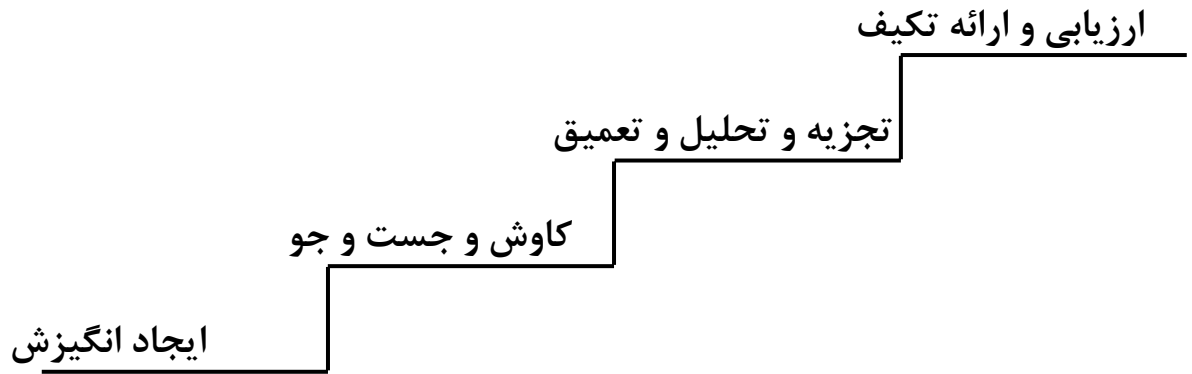 ارزیابی و ارائه تکیف
تجزیه و تحلیل و تعمیق
کاوش و جست و جو
ایجاد انگیزش